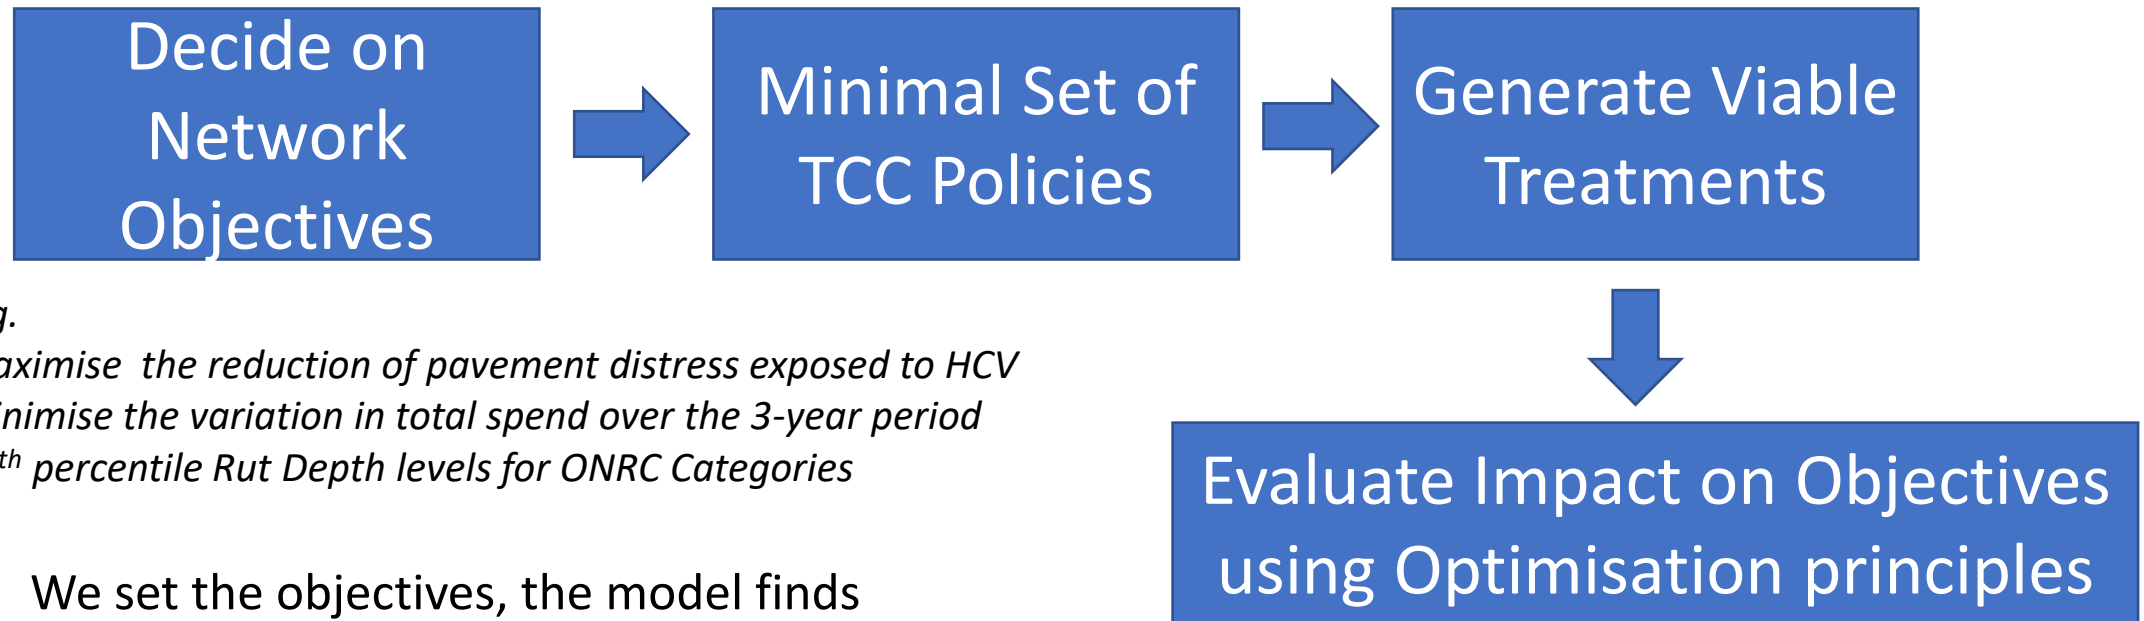 Decide on
Network
Objectives
Minimal Set of
TCC Policies
Generate Viable
Treatments
the reduction of pavement distress exposed to HCV
the variation in total spend over the 3-year period
percentile Rut Depth levels for ONRC Categories
Evaluate Impact on Objectives
using Optimisation principles
We set the objectives, the model finds